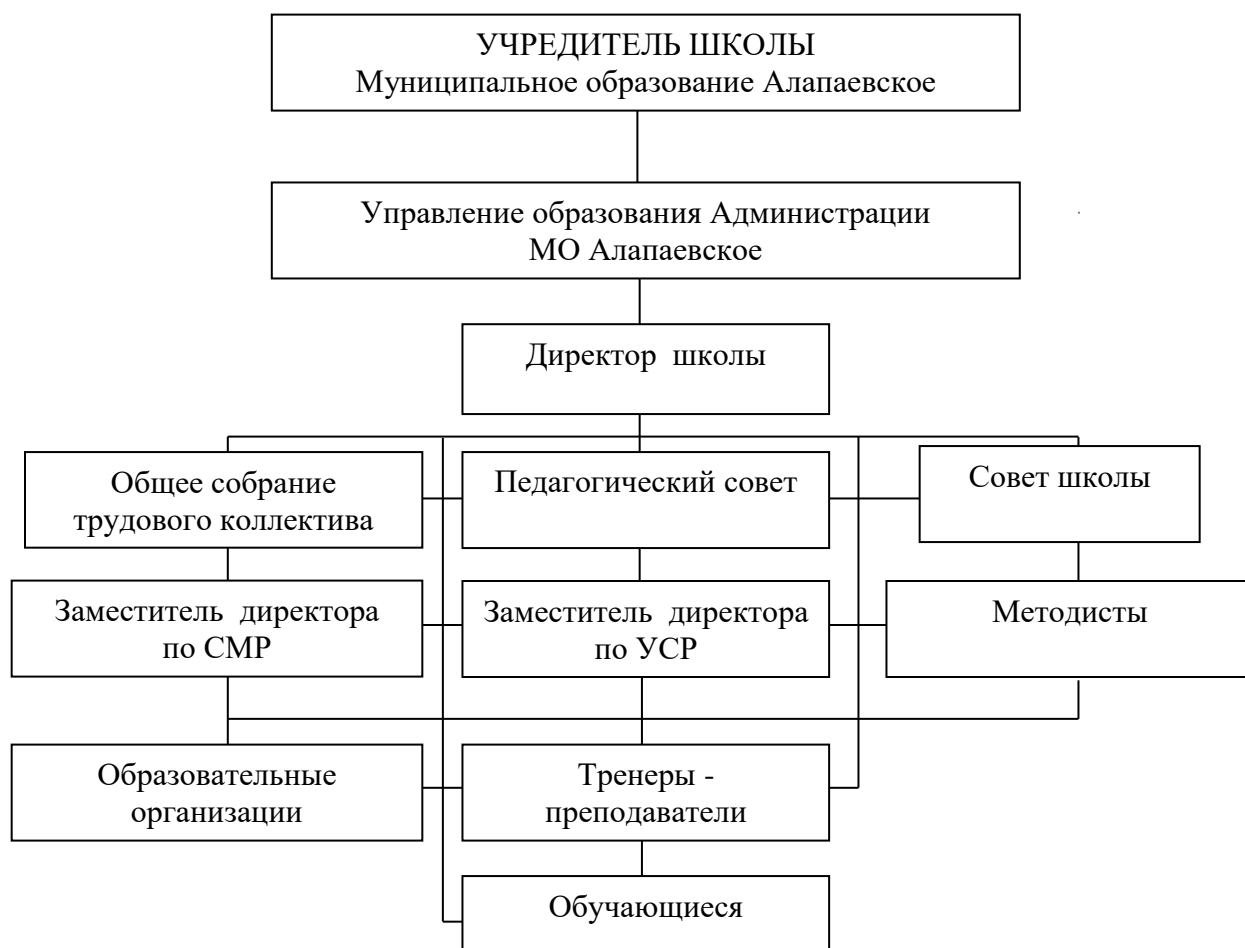 УЧРЕДИТЕЛЬ ШКОЛЫ
Муниципальное образование Алапаевское
Управление образования Администрации
МО Алапаевское
Директор школы
Общее собрание
трудового коллектива
Педагогический совет
Совет школы
Заместитель директора
по СМР
Заместитель директора
по УСР
Методисты
Образовательные
организации
Тренеры -
преподаватели
Обучающиеся